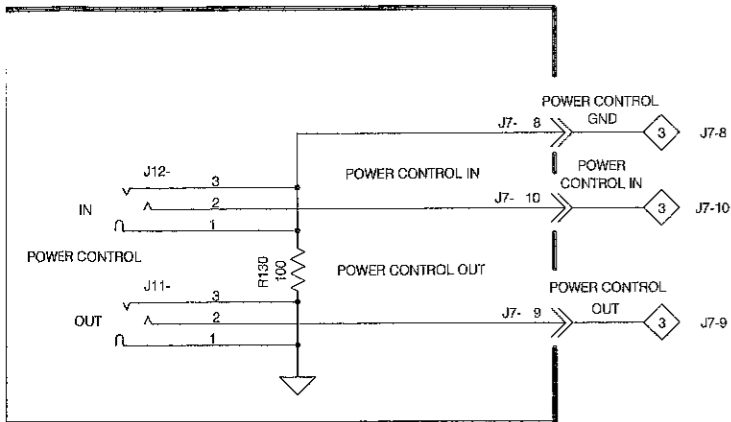 POWER CONTROL
GND
J7- 8
3
J7-8
J12-
3
POWER CONTROL IN
POWER
CONTROL IN
IN
2
J7- 10
3
J7-10
1
POWER CONTROL
R130
100
POWER CONTROL OUT
J11-
3
POWER CONTROL
OUT
OUT
2
J7- 9
3
J7-9
1